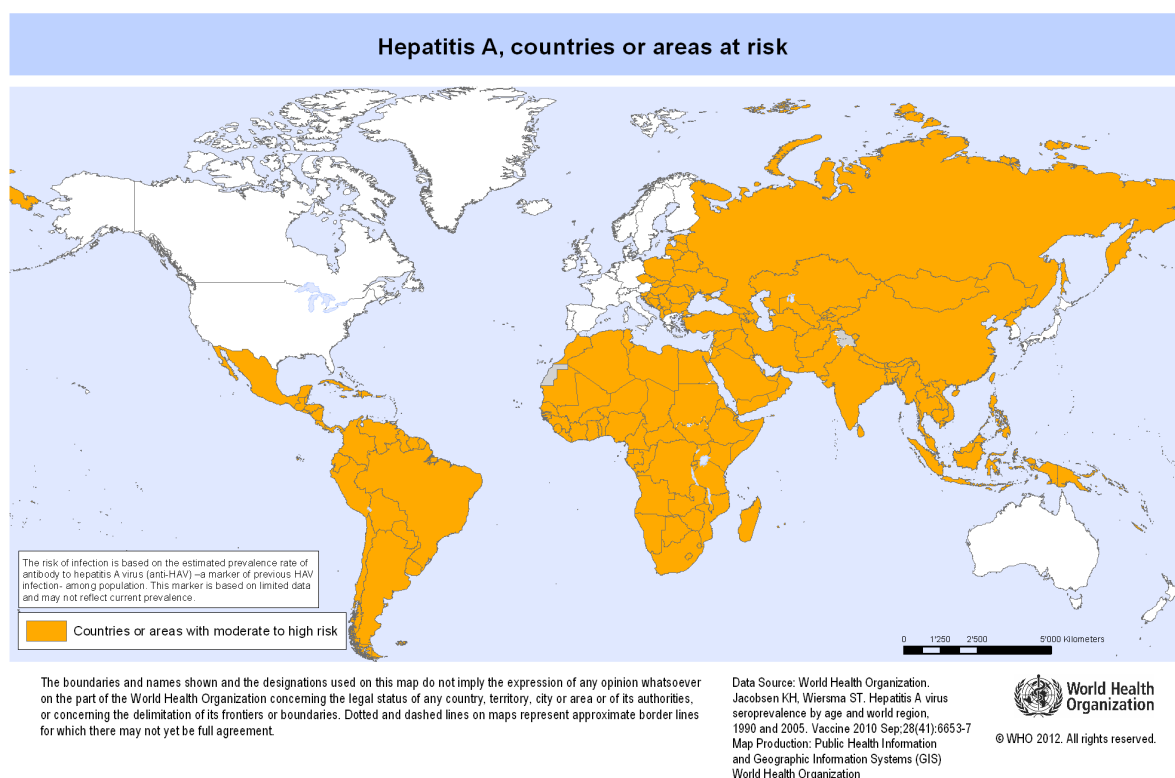 Hepatitis A, countries or areas at risk
The risk of infection is based on the estimated prevalence rate of
antibody to hepatitis A virus (anti-HAV) –a marker of previous HAV
infection- among population. This marker is based on limited data
and may not reflect current prevalence.
Countries or areas with moderate to high risk
0 1'250 2'500 5'000 Kilometers
The boundaries and names shown and the designations used on this map do not imply the expression of any opinion whatsoever
on the part of the World Health Organization concerning the legal status of any country, territory, city or area or of its authorities,
or concerning the delimitation of its frontiers or boundaries. Dotted and dashed lines on maps represent approximate border lines
for which there may not yet be full agreement.
Data Source: World Health Organization.
Jacobsen KH, Wiersma ST. Hepatitis A virus
seroprevalence by age and world region,
1990 and 2005. Vaccine 2010 Sep;28(41):6653-7
Map Production: Public Health Information
and Geographic Information Systems (GIS)
World Health Organization
World Health
Organization
© WHO 2012. All rights reserved.